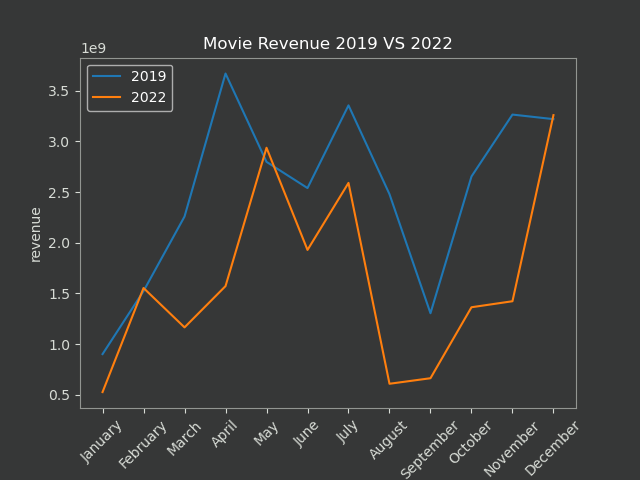 Movie Revenue 2019 VS 2022
1e9
2019
2022
3.5
3.0
2.5
2.0
1.5
1.0
0.5
revenue
January
February
March
April
May
June
July
August
September
October
November
December